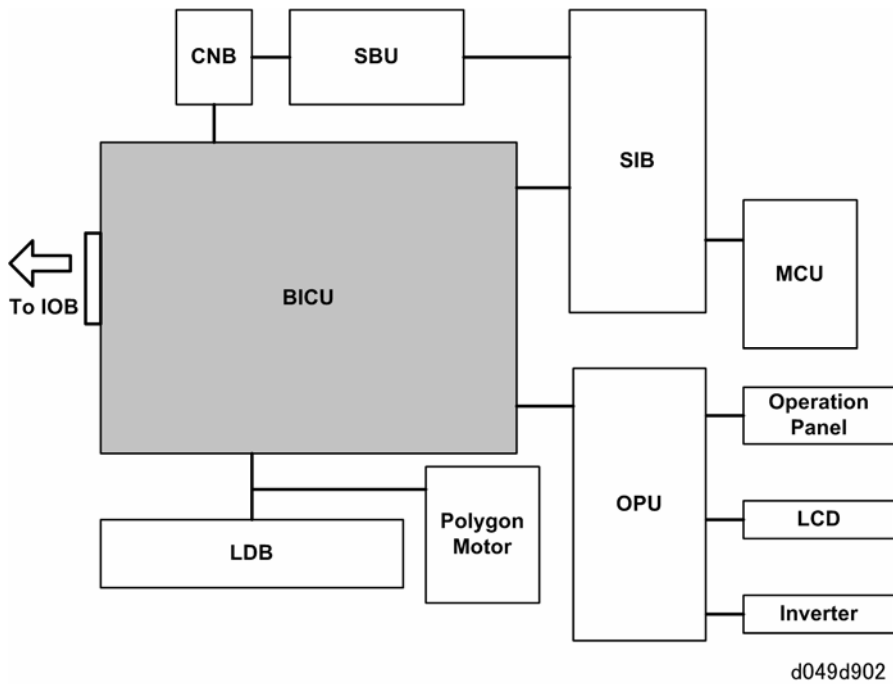 CNB
SBU
SIB
MCU
BICU
To IOB
Operation
Panel
OPU
LCD
Polygon
Motor
LDB
Inverter
d049d902